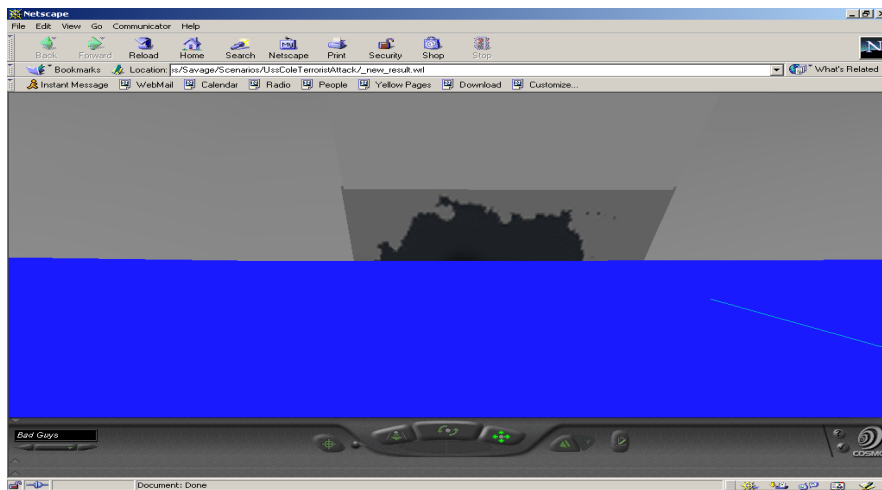 Netscape
File Edit View Go Communicator Help
Back Forward Reload Home Search Netscape Print Security Shop Stop
Bookmarks Location: ss/Savage/Scenarios/UssColeTerroristAttack/_new_result.wrl What's Related
Instant Message WebMail Calendar Radio People Yellow Pages Download Customize...
Bad Guys
COSMO
Document: Done